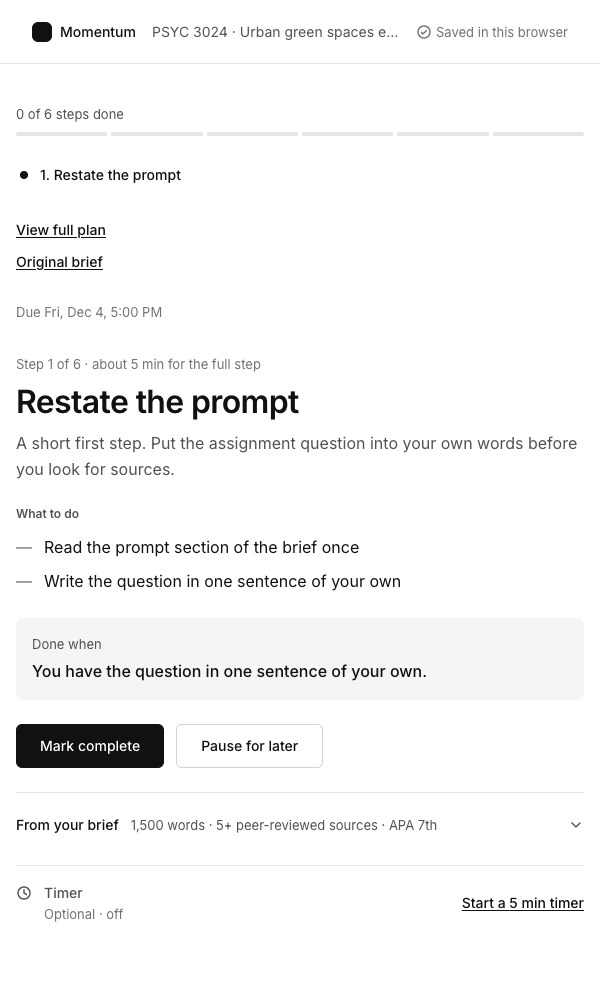 Momentum PSYC 3024 · Urban green spaces e... Saved in this browser
0 of 6 steps done
1. Restate the prompt
View full plan
Original brief
Due Fri, Dec 4, 5:00 PM
Step 1 of 6 · about 5 min for the full step
Restate the prompt
A short first step. Put the assignment question into your own words before
you look for sources.
What to do
— Read the prompt section of the brief once
— Write the question in one sentence of your own
Done when
You have the question in one sentence of your own.
Mark complete Pause for later
From your brief 1,500 words · 5+ peer-reviewed sources · APA 7th
Timer
Optional · off
Start a 5 min timer